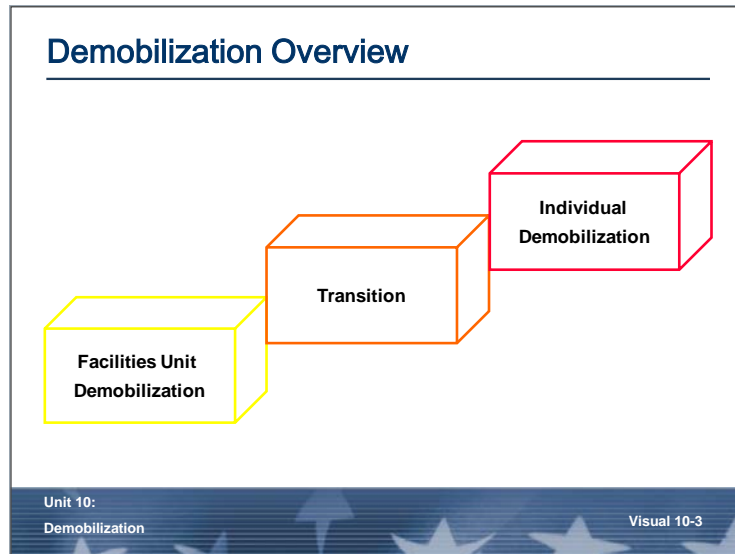 Demobilization Overview
Individual
Demobilization
Transition
Facilities Unit
Demobilization
Unit 10:
Demobilization
Visual 10-3